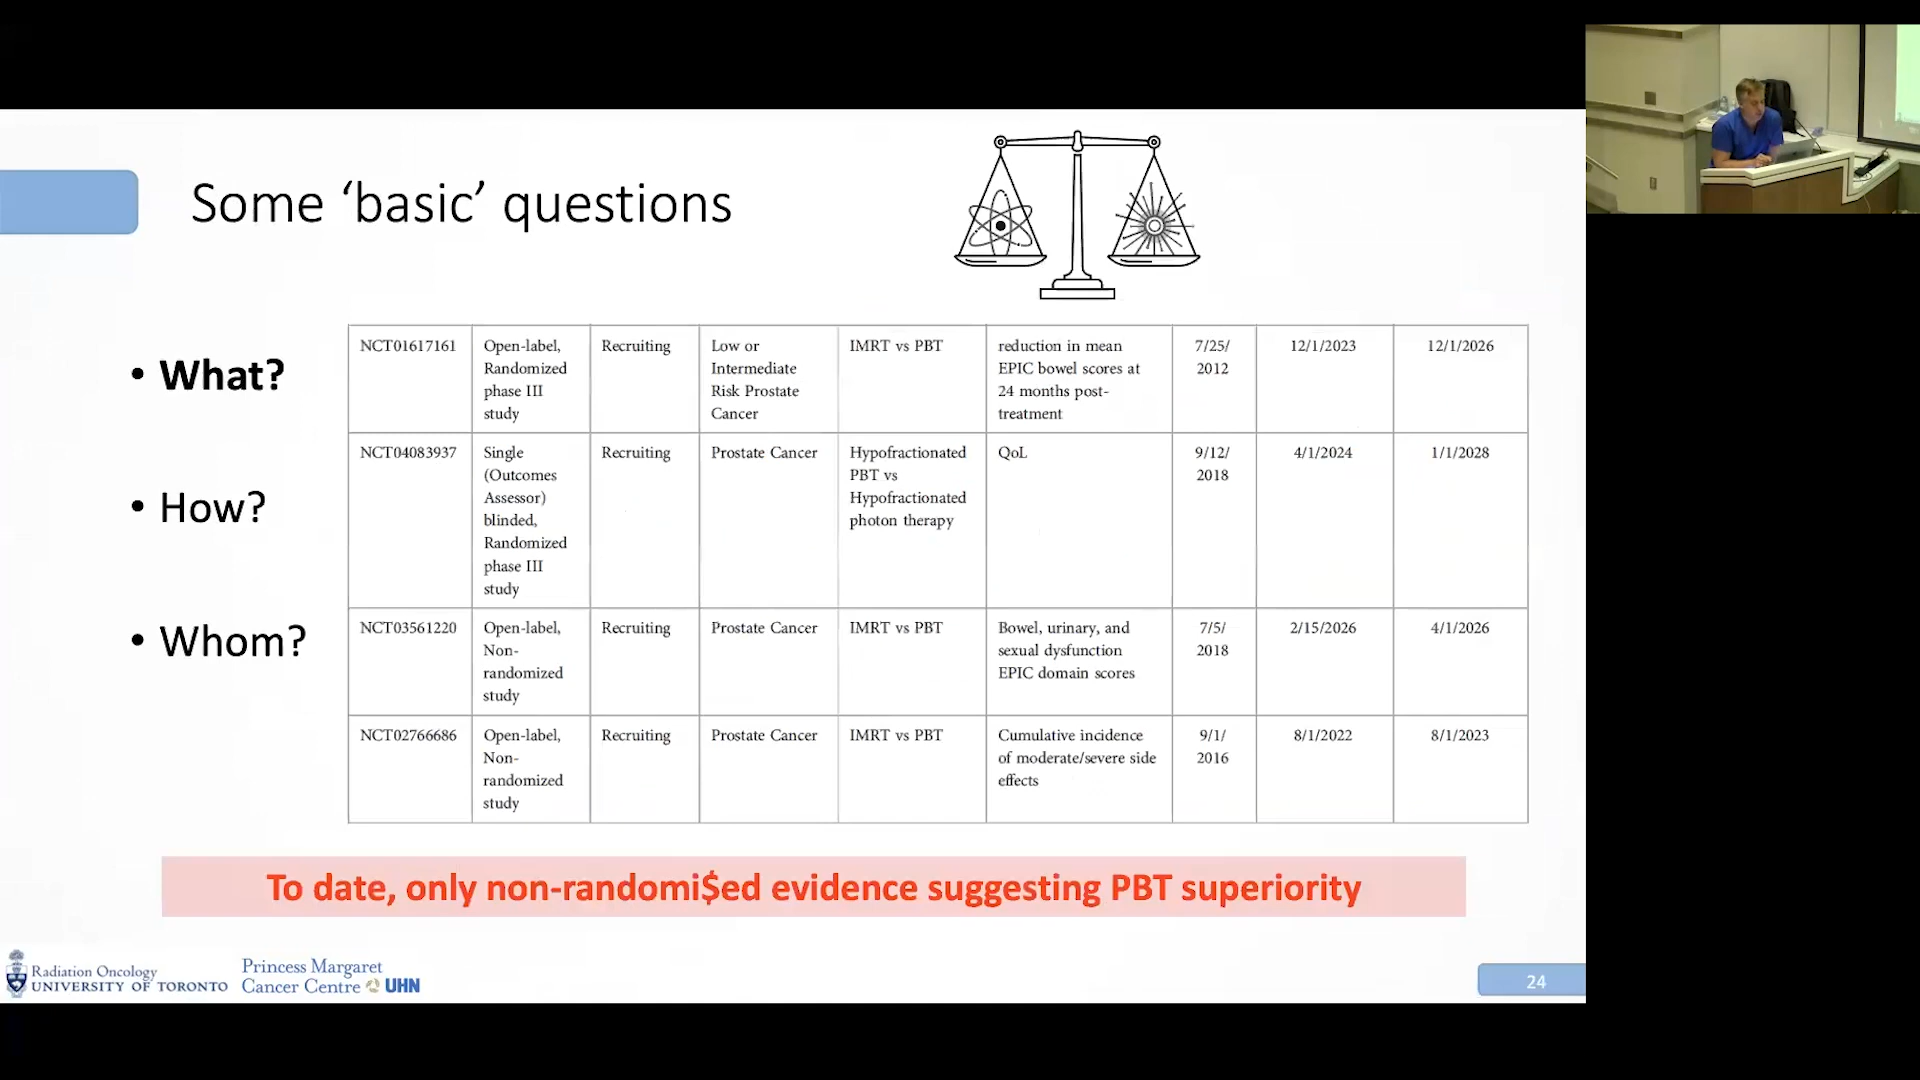 Some ‘basic’ questions
• What?
• How?
• Whom?
NCT01617161
Open-label,
Randomized
phase III
study
Recruiting
Low or
Intermediate
Risk Prostate
Cancer
IMRT vs PBT
reduction in mean
EPIC bowel scores at
24 months post-
treatment
7/25/
2012
12/1/2023
12/1/2026
NCT04083937
Single
(Outcomes
Assessor)
blinded,
Randomized
phase III
study
Recruiting
Prostate Cancer
Hypofractionated
PBT vs
Hypofractionated
photon therapy
QoL
9/12/
2018
4/1/2024
1/1/2028
NCT03561220
Open-label,
Non-
randomized
study
Recruiting
Prostate Cancer
IMRT vs PBT
Bowel, urinary, and
sexual dysfunction
EPIC domain scores
7/5/
2018
2/15/2026
4/1/2026
NCT02766686
Open-label,
Non-
randomized
study
Recruiting
Prostate Cancer
IMRT vs PBT
Cumulative incidence
of moderate/severe side
effects
9/1/
2016
8/1/2022
8/1/2023
To date, only non-randomi$ed evidence suggesting PBT superiority
Radiation Oncology
UNIVERSITY OF TORONTO
Princess Margaret
Cancer Centre UHN
24